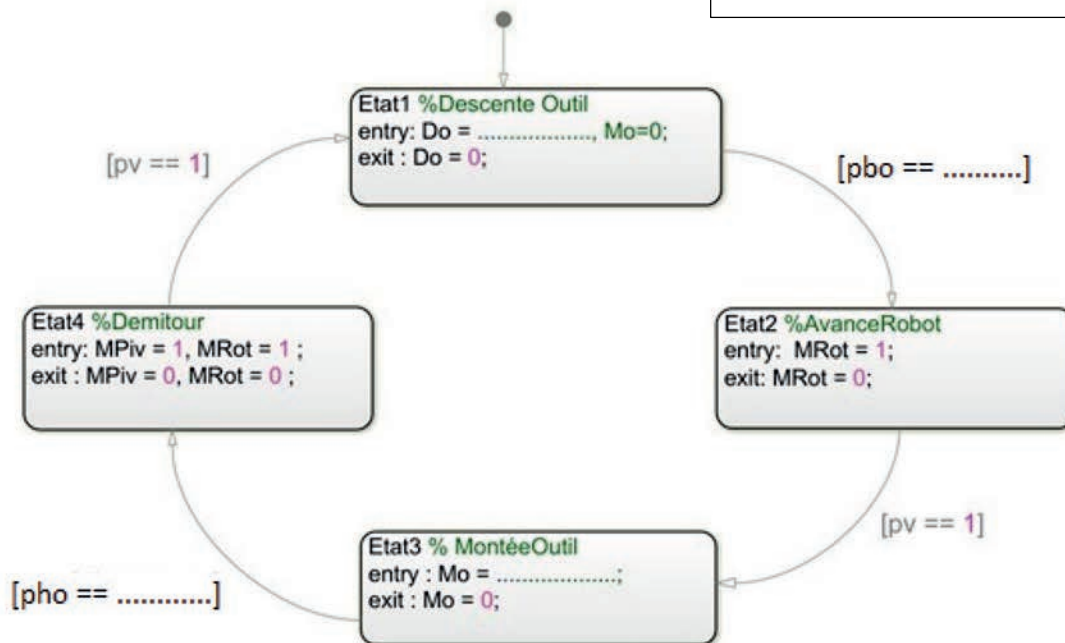 Etat1 %Descente Outil
entry: Do = ..................., Mo=0;
exit : Do = 0;
[pv == 1]
[pbo == ..........]
Etat4 %Demitour
entry: MPiv = 1, MRot = 1 ;
exit : MPiv = 0, MRot = 0 ;
Etat2 %AvanceRobot
entry: MRot = 1;
exit: MRot = 0;
[pv == 1]
Etat3 % MontéeOutil
entry : Mo = ....................;
exit : Mo = 0;
[pho == ............]